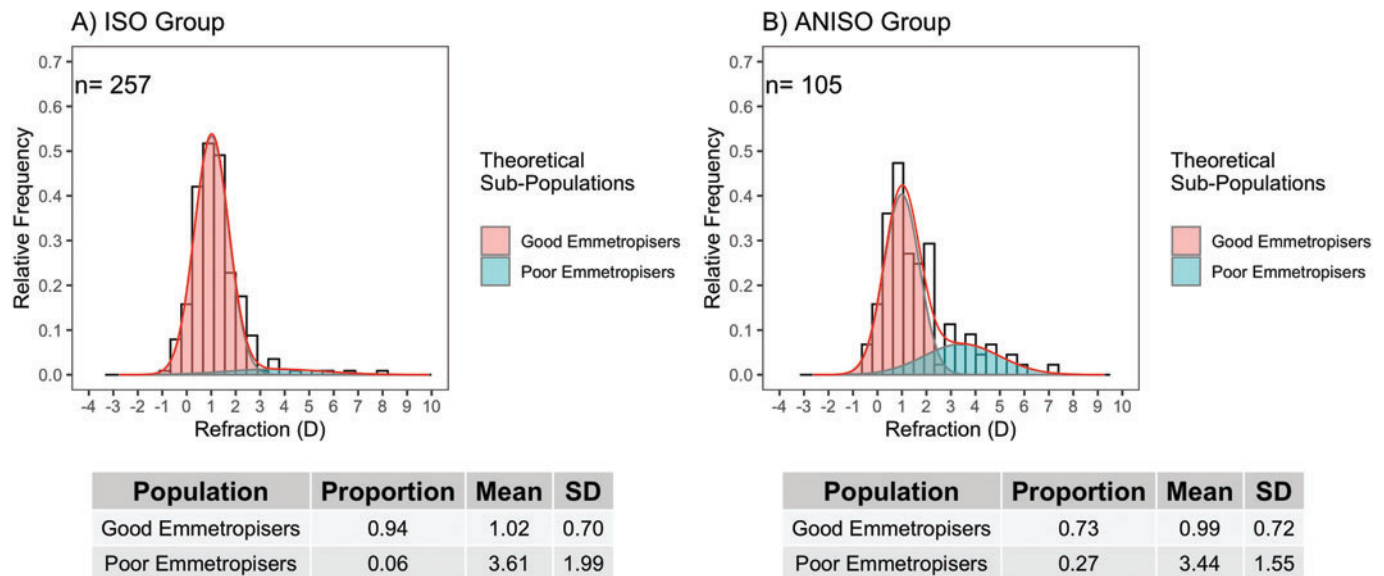 A) ISO Group
0.7
0.6
0.5
0.4
0.3
0.2
0.1
0.0
Relative Frequency
n= 257
-4 -3 -2 -1 0 1 2 3 4 5 6 7 8 9 10
Refraction (D)
Theoretical
Sub-Populations
Good Emmetropisers
Poor Emmetropisers
Population Proportion Mean SD
Good Emmetropisers 0.94 1.02 0.70
Poor Emmetropisers 0.06 3.61 1.99
B) ANISO Group
0.7
0.6
0.5
0.4
0.3
0.2
0.1
0.0
Relative Frequency
n= 105
-4 -3 -2 -1 0 1 2 3 4 5 6 7 8 9 10
Refraction (D)
Theoretical
Sub-Populations
Good Emmetropisers
Poor Emmetropisers
Population Proportion Mean SD
Good Emmetropisers 0.73 0.99 0.72
Poor Emmetropisers 0.27 3.44 1.55